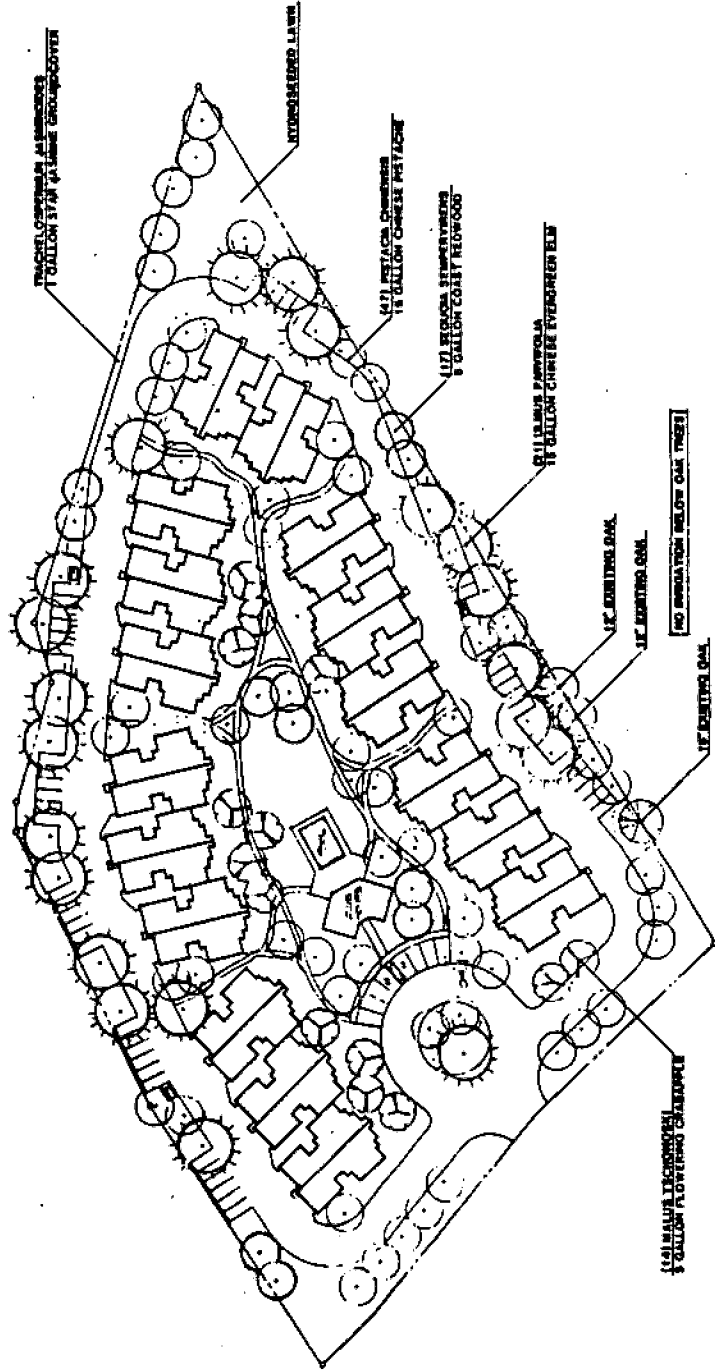 TRACHELOSPERMUM JASMINOIDES
1 GALLON STAR JASMINE GROUNDCOVER
HYDROSEEDED LAWN
(47) PISTACIA CHINENSIS
15 GALLON CHINESE PISTACHE
(17) SEQUOIA SEMPERVIRENS
5 GALLON COAST REDWOOD
(21) ULMUS PARVIFOLIA
15 GALLON CHINESE EVERGREEN ELM
EXISTING OAK
EXISTING OAK
NO IRRIGATION BELOW OAK TREES
EXISTING OAK
(14) MALUS TSCHONOSKI
5 GALLON FLOWERING CRABAPPLE